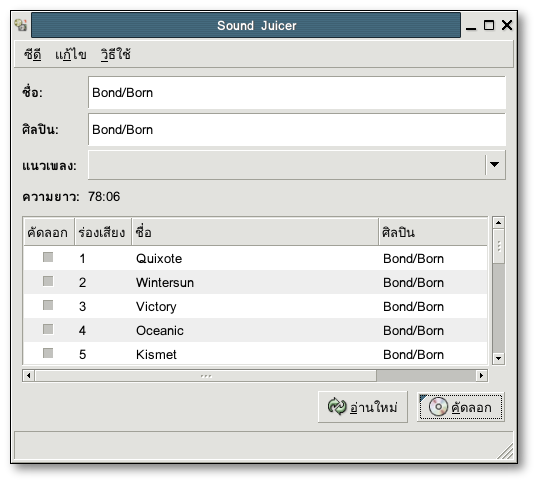 Sound Juicer
ซีดี แก้ไข วิธีใช้
ชื่อ: Bond/Born
ศิลปิน: Bond/Born
แนวเพลง:
ความยาว: 78:06
คัดลอก ร่องเสียง ชื่อ ศิลปิน
1 Quixote Bond/Born
2 Wintersun Bond/Born
3 Victory Bond/Born
4 Oceanic Bond/Born
5 Kismet Bond/Born
อ่านใหม่ คัดลอก